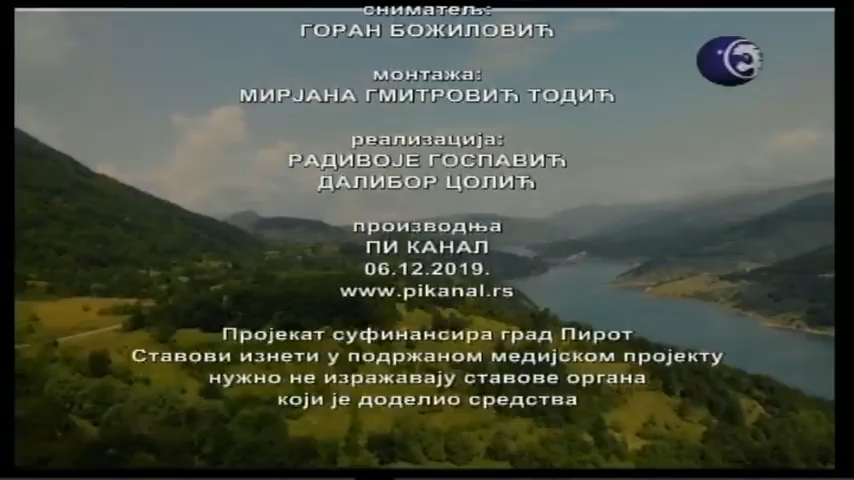 сниматељ:
ГОРАН БОЖИЛОВИЋ
монтажа:
МИРЈАНА ГМИТРОВИЋ ТОДИЋ
реализација:
РАДИВОЈЕ ГОСПАВИЋ
ДАЛИБОР ЦОЛИЋ
производња
ПИ КАНАЛ
06.12.2019.
www.pikanal.rs
Пројекат суфинансира град Пирот
Ставови изнети у подржаном медијском пројекту
нужно не изражавају ставове органа
који је доделио средства